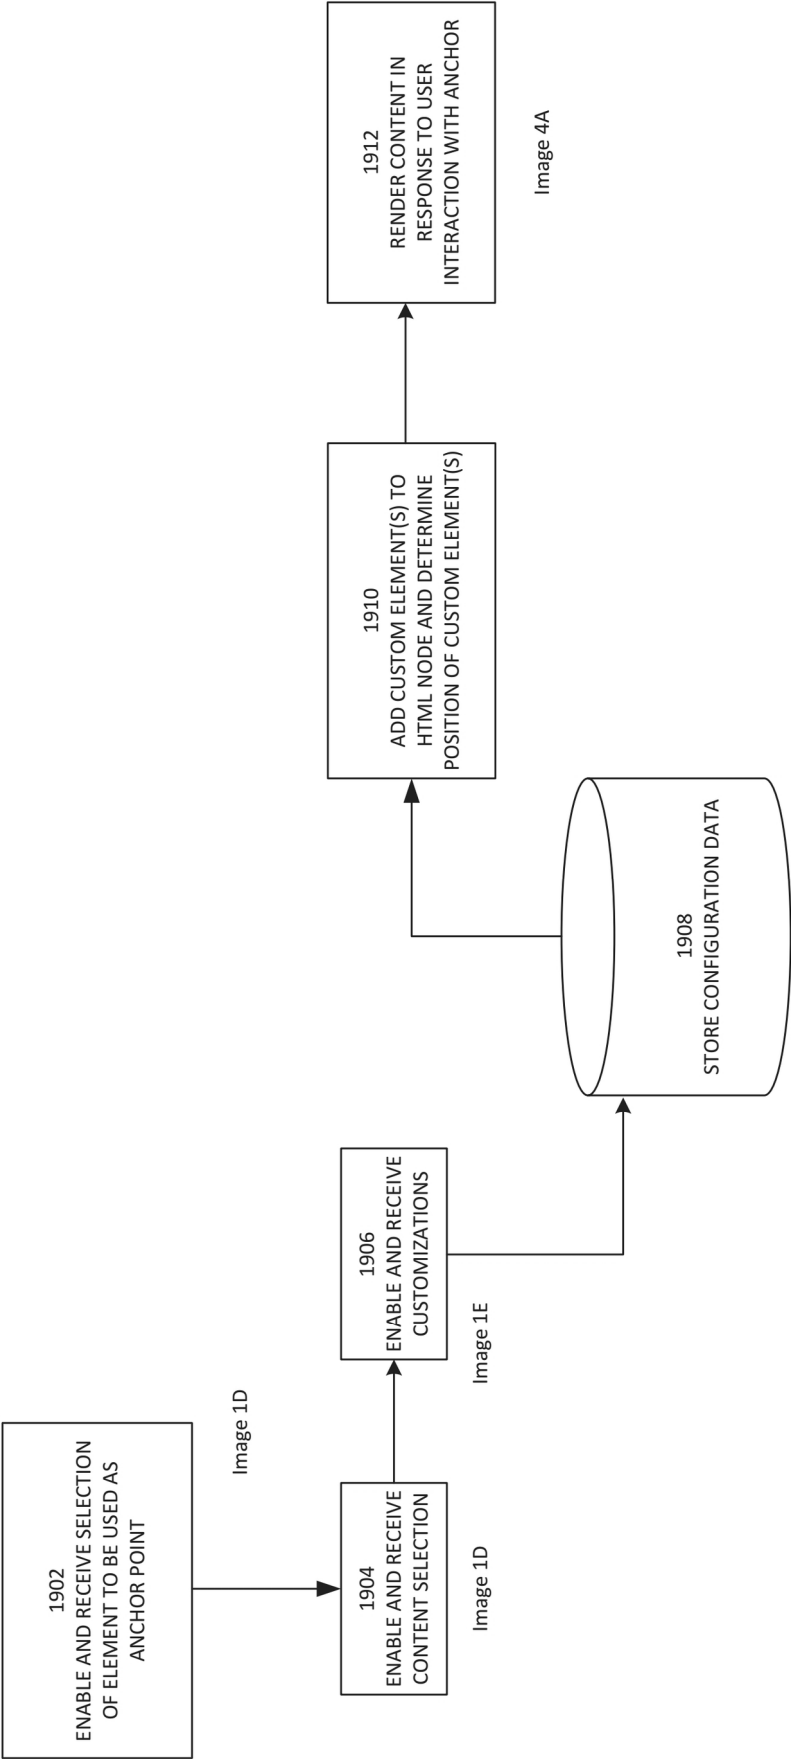 1902
ENABLE AND RECEIVE SELECTION
OF ELEMENT TO BE USED AS
ANCHOR POINT
Image 1D
1904
ENABLE AND RECEIVE
CONTENT SELECTION
Image 1D
1906
ENABLE AND RECEIVE
CUSTOMIZATIONS
Image 1E
1908
STORE CONFIGURATION DATA
1910
ADD CUSTOM ELEMENT(S) TO
HTML NODE AND DETERMINE
POSITION OF CUSTOM ELEMENT(S)
1912
RENDER CONTENT IN
RESPONSE TO USER
INTERACTION WITH ANCHOR
Image 4A